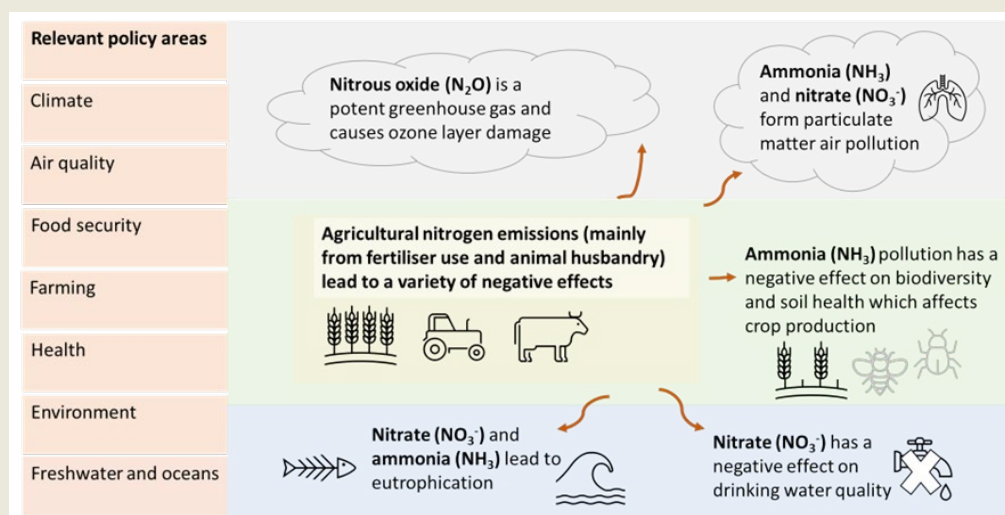 Relevant policy areas
Climate
Air quality
Food security
Farming
Health
Environment
Freshwater and oceans
Nitrous oxide (N₂O) is a
potent greenhouse gas and
causes ozone layer damage
Ammonia (NH₃)
and nitrate (NO₃⁻)
form particulate
matter air pollution
Agricultural nitrogen emissions (mainly
from fertiliser use and animal husbandry)
lead to a variety of negative effects
Ammonia (NH₃) pollution has a
negative effect on biodiversity
and soil health which affects
crop production
Nitrate (NO₃⁻) and
ammonia (NH₃) lead to
eutrophication
Nitrate (NO₃⁻) has a
negative effect on
drinking water quality